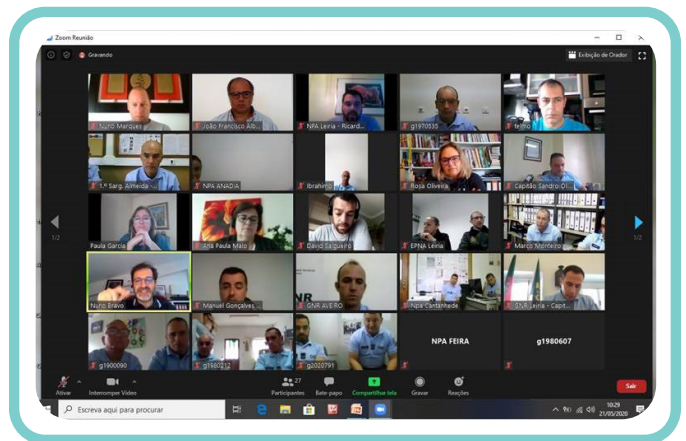 Zoom Reunião
Gravando
Exibição de Orador
Nuno Marques
João Francisco Alb...
NPA Leiria - Ricard...
g1970535
telmo
1.º Sarg. Almeida -...
NPA ANADIA
Ibrahimo
Rosa Oliveira
Capitão Sandro Ol...
1/2
1/2
Paula Garcia
Ana Paula Malo
David Salgueiro
EPNA Leiria
Marco Monteiro
Nuno Bravo
Manuel Gonçalves...
GNR AVEIRO
Npa Cantanhede
GNR Leiria - Capit...
g1900090
g1980212
g2020791
NPA FEIRA
g1980607
Ativar
Interromper Vídeo
27
Participantes
Bate-papo
Compartilhar tela
Gravar
Reações
Sair
Escreva aqui para procurar
10:29
21/05/2020